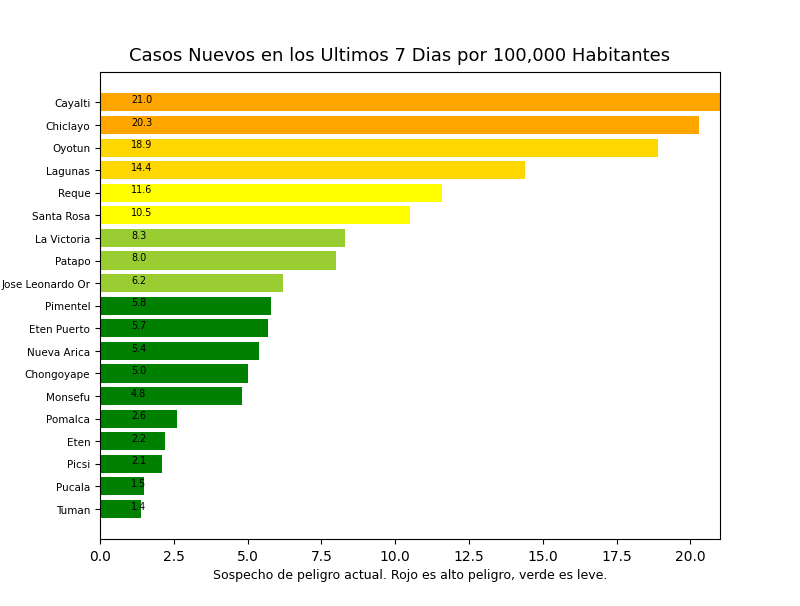 Casos Nuevos en los Ultimos 7 Dias por 100,000 Habitantes
Cayalti 21.0
Chiclayo 20.3
Oyotun 18.9
Lagunas 14.4
Reque 11.6
Santa Rosa 10.5
La Victoria 8.3
Patapo 8.0
Jose Leonardo Or 6.2
Pimentel 5.8
Eten Puerto 5.7
Nueva Arica 5.4
Chongoyape 5.0
Monsefu 4.8
Pomalca 2.6
Eten 2.2
Picsi 2.1
Pucala 1.5
Tuman 1.4
0.0 2.5 5.0 7.5 10.0 12.5 15.0 17.5 20.0
Sospecho de peligro actual. Rojo es alto peligro, verde es leve.